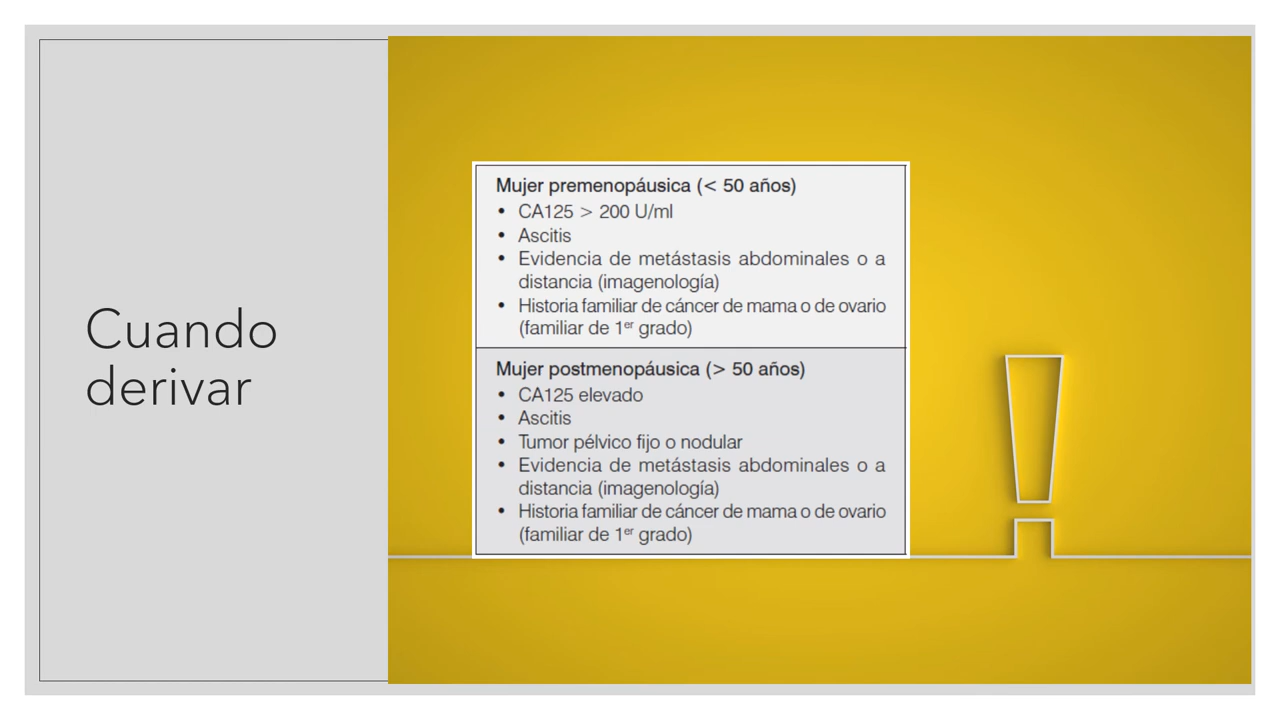 Cuando
derivar
Mujer premenopáusica (< 50 años)
• CA125 > 200 U/ml
• Ascitis
• Evidencia de metástasis abdominales o a
distancia (imagenología)
• Historia familiar de cáncer de mama o de ovario
(familiar de 1er grado)
Mujer postmenopáusica (> 50 años)
• CA125 elevado
• Ascitis
• Tumor pélvico fijo o nodular
• Evidencia de metástasis abdominales o a
distancia (imagenología)
• Historia familiar de cáncer de mama o de ovario
(familiar de 1er grado)